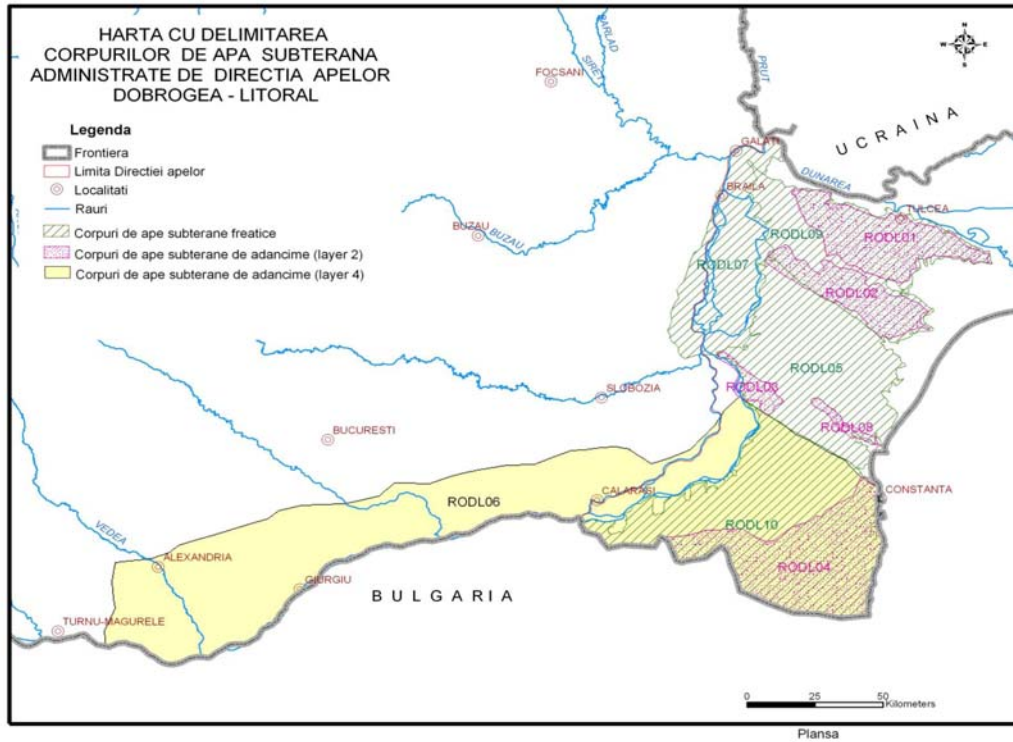 HARTA CU DELIMITAREA
CORPURILOR DE APA SUBTERANA
ADMINISTRATE DE DIRECTIA APELOR
DOBROGEA - LITORAL
Legenda
Frontiera
Limita Directiei apelor
Localitati
Rauri
Corpuri de ape subterane freatice
Corpuri de ape subterane de adancime (layer 2)
Corpuri de ape subterane de adancime (layer 4)
N
W E
S
BARLAD
SIRET
PRUT
FOCSANI
UCRAINA
GALATI
DUNAREA
BRAILA
TULCEA
BUZAU
BUZAU
RODL09
RODL01
RODL07
RODL02
RODL05
RODL03
SLOBOZIA
RODL08
BUCURESTI
CONSTANTA
CALARASI
RODL06
RODL10
VEDEA
ALEXANDRIA
RODL04
GIURGIU
BULGARIA
TURNU-MAGURELE
0 25 50
Kilometers
Plansa